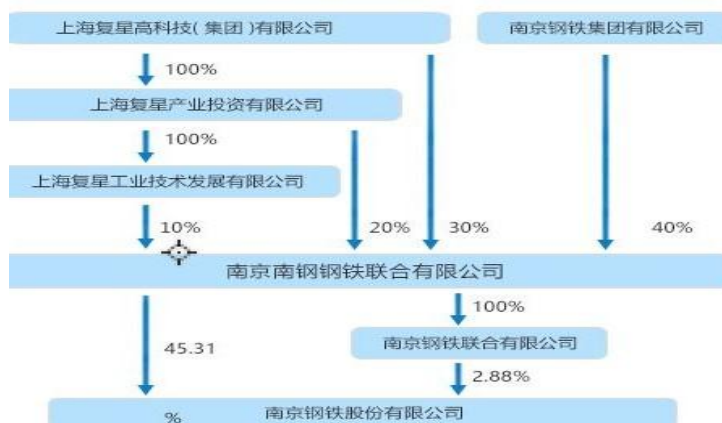 上海复星高科技( 集团 )有限公司 南京钢铁集团有限公司
100%
上海复星产业投资有限公司
100%
上海复星工业技术发展有限公司
10% 20% 30% 40%
南京南钢钢铁联合有限公司
100%
45.31 南京钢铁联合有限公司
2.88%
% 南京钢铁股份有限公司